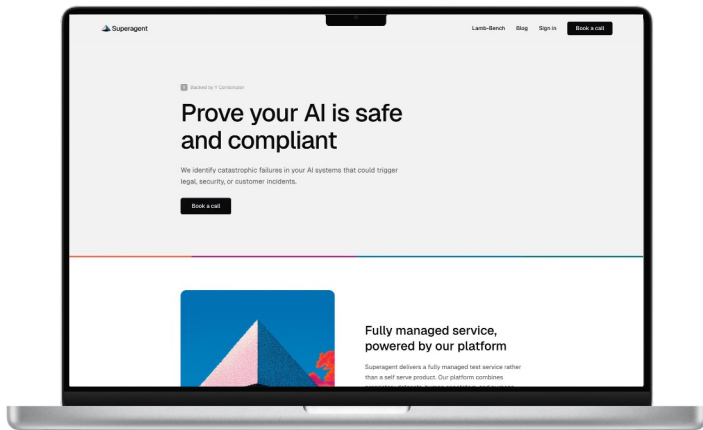 Superagent
Lamb-Bench Blog Sign in Book a call
Backed by Y Combinator
Prove your AI is safe
and compliant
We identify catastrophic failures in your AI systems that could trigger
legal, security, or customer incidents.
Book a call
Fully managed service,
powered by our platform
Superagent delivers a fully managed test service rather
than a self serve product. Our platform combines